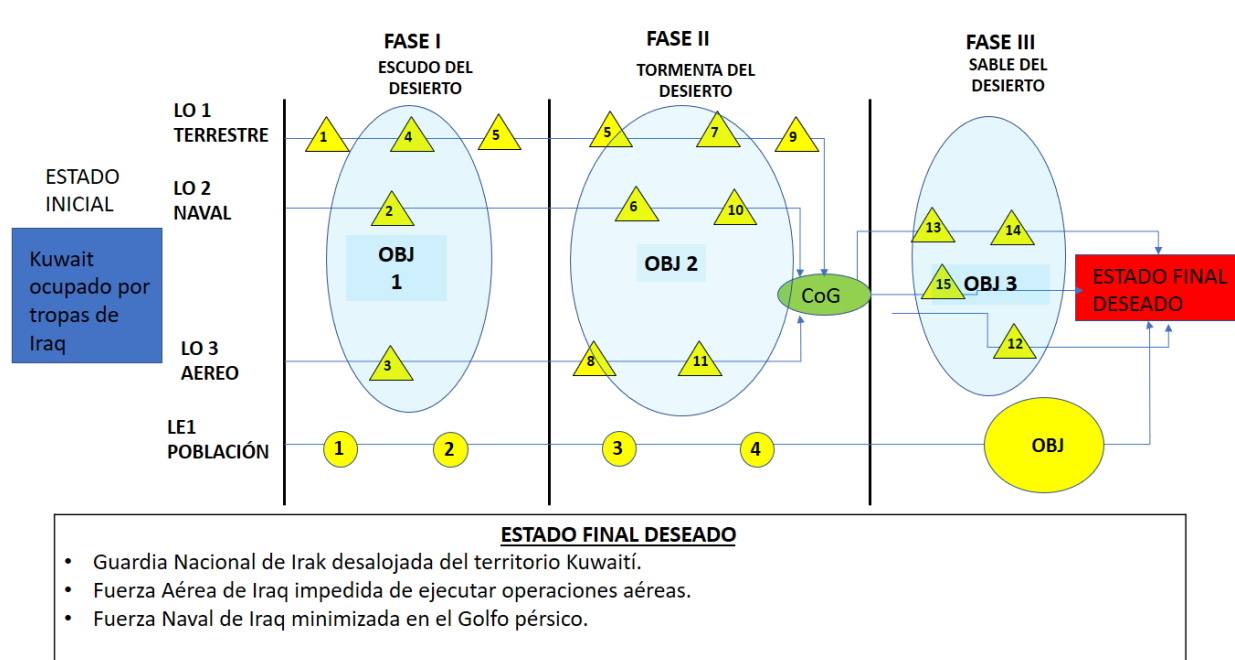 FASE I
ESCUDO DEL
DESIERTO
FASE II
TORMENTA DEL
DESIERTO
FASE III
SABLE DEL
DESIERTO
LO 1
TERRESTRE
1
4
5
5
7
9
ESTADO
INICIAL
LO 2
NAVAL
2
6
10
13
14
Kuwait
ocupado por
tropas de
Iraq
OBJ
1
OBJ 2
CoG
15
OBJ 3
ESTADO FINAL
DESEADO
LO 3
AEREO
3
8
11
12
LE1
POBLACIÓN
1
2
3
4
OBJ
ESTADO FINAL DESEADO
• Guardia Nacional de Irak desalojada del territorio Kuwaití.
• Fuerza Aérea de Iraq impedida de ejecutar operaciones aéreas.
• Fuerza Naval de Iraq minimizada en el Golfo pérsico.